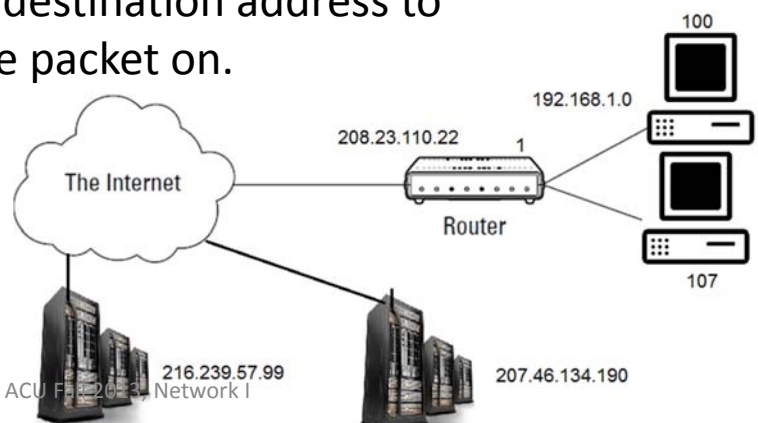 destination address to
e packet on.
100
192.168.1.0
208.23.110.22
1
The Internet
Router
107
216.239.57.99
207.46.134.190
ACU Network I